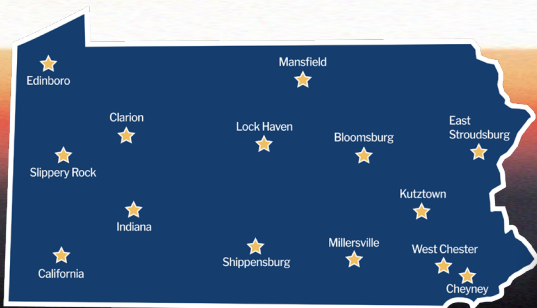 Edinboro
Mansfield
Clarion
Lock Haven
Bloomsburg
East
Stroudsburg
Slippery Rock
Kutztown
Indiana
California
Shippensburg
Millersville
West Chester
Cheyney